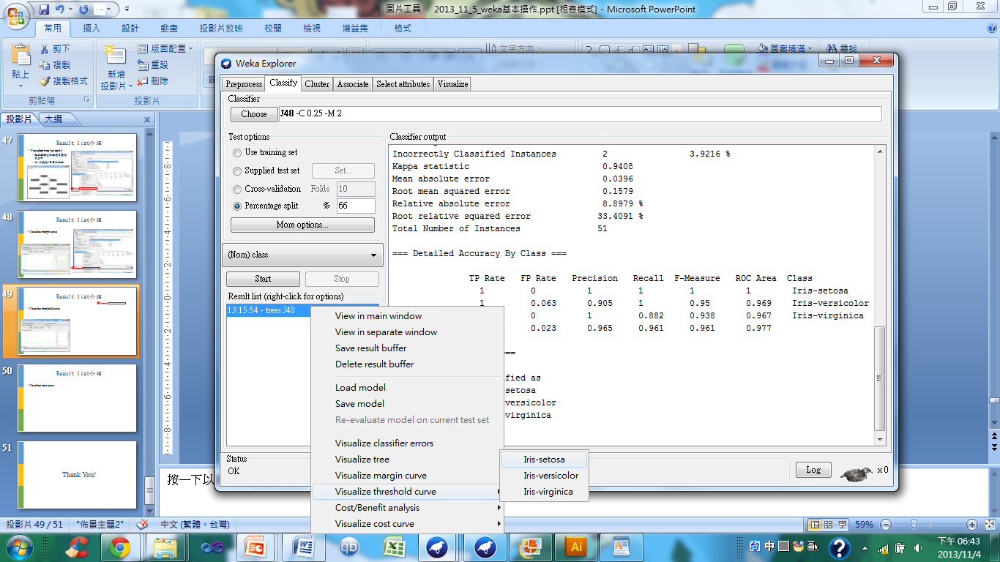 圖片工具 2013_11_5_weka基本操作.ppt [相容模式] - Microsoft PowerPoint
常用 插入 設計 動畫 投影片放映 校閱 檢視 增益集 格式
貼上
剪下
複製
複製格式
剪貼簿
新增
投影片
版面配置
重設
刪除
投影片
文字方向
圖案填滿
尋找
投影片 大綱
47
Result list介紹
48
Result list介紹
49
Result list介紹
50
Result list介紹
51
Thank You!
Weka Explorer
Preprocess Classify Cluster Associate Select attributes Visualize
Classifier
Choose J48 -C 0.25 -M 2
Test options
Use training set
Supplied test set Set...
Cross-validation Folds 10
Percentage split % 66
More options...
(Nom) class
Start Stop
Result list (right-click for options)
13:15:54 - trees.J48
Classifier output
Incorrectly Classified Instances 2 3.9216 %
Kappa statistic 0.9408
Mean absolute error 0.0396
Root mean squared error 0.1579
Relative absolute error 8.8979 %
Root relative squared error 33.4091 %
Total Number of Instances 51
=== Detailed Accuracy By Class ===
TP Rate FP Rate Precision Recall F-Measure ROC Area Class
1 0 1 1 1 1 Iris-setosa
1 0.063 0.905 1 0.95 0.969 Iris-versicolor
0 1 0.882 0.938 0.967 Iris-virginica
0.023 0.965 0.961 0.961 0.977
==
fied as
setosa
versicolor
virginica
View in main window
View in separate window
Save result buffer
Delete result buffer
Load model
Save model
Re-evaluate model on current test set
Visualize classifier errors
Visualize tree
Visualize margin curve
Visualize threshold curve
Cost/Benefit analysis
Visualize cost curve
Iris-setosa
Iris-versicolor
Iris-virginica
Status
OK
Log x 0
按一下以
投影片 49 / 51 "佈景主題2" 中文 (繁體，台灣) 59%
中
下午 06:43
2013/11/4